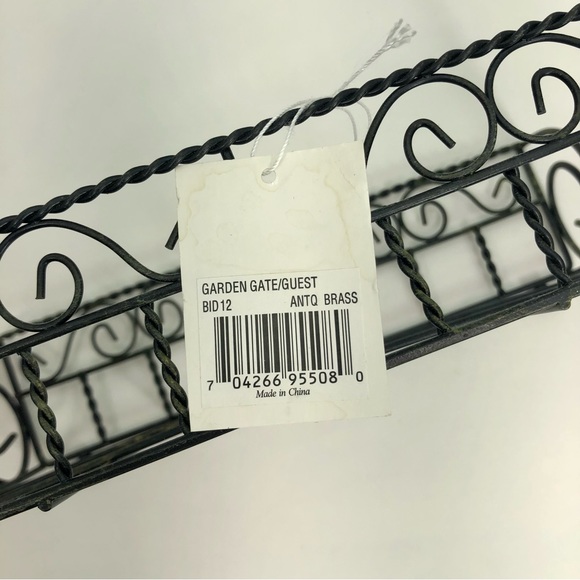 GARDEN GATE/GUEST
BID12 ANTQ BRASS
7 04266 95508 0
Made in China